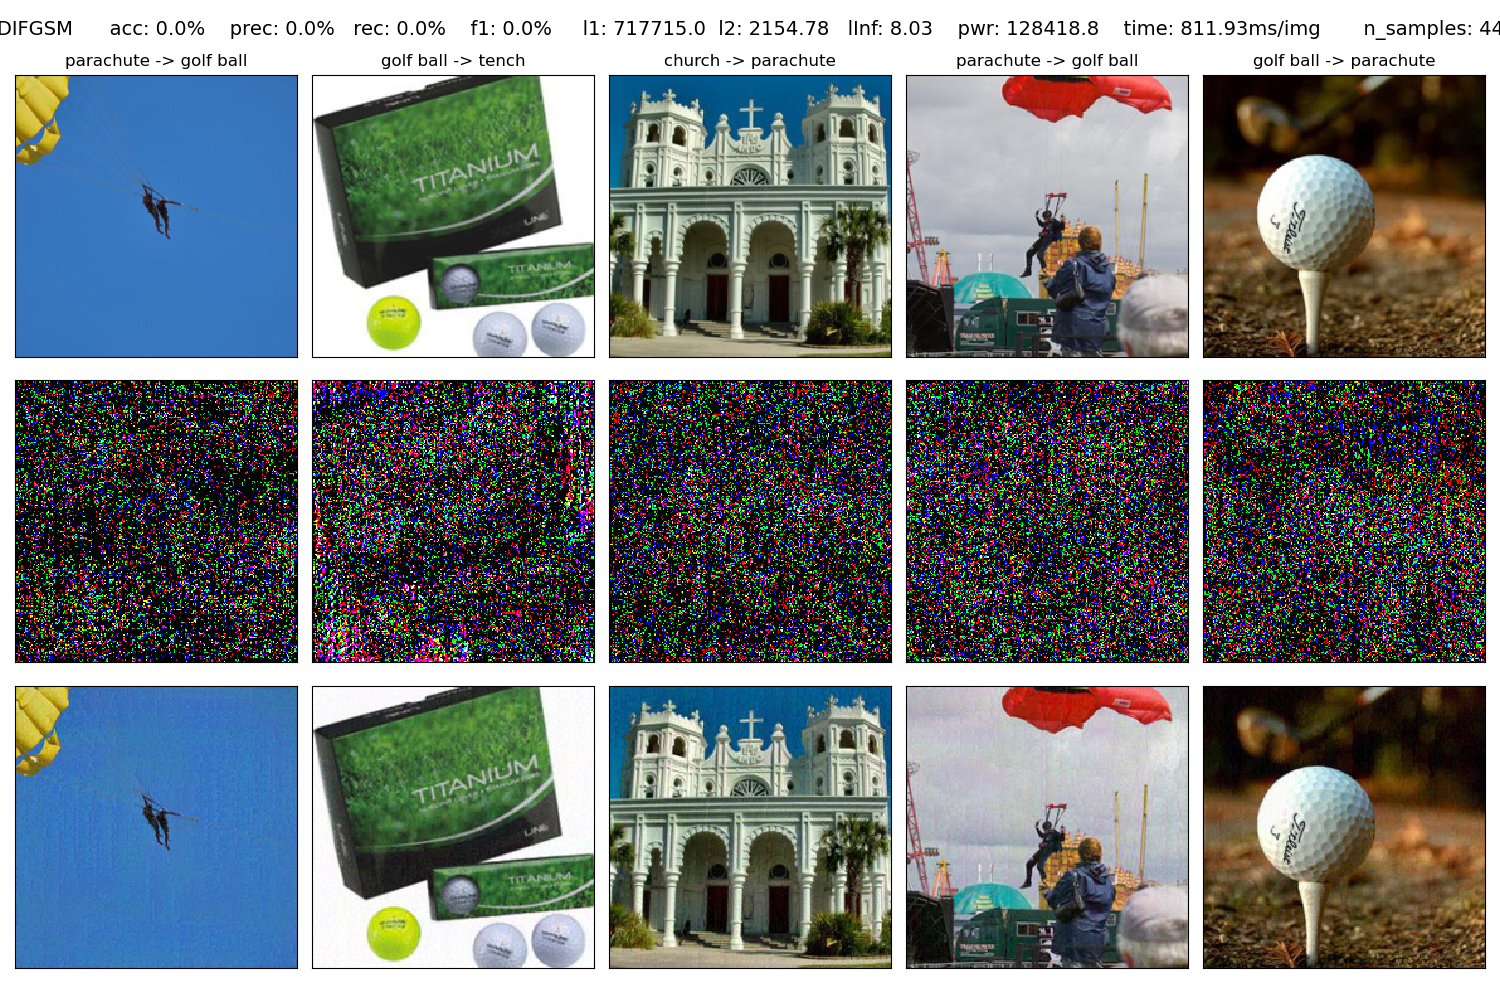 DIFGSM acc: 0.0% prec: 0.0% rec: 0.0% f1: 0.0% l1: 717715.0 l2: 2154.78 lInf: 8.03 pwr: 128418.8 time: 811.93ms/img n_samples: 44
parachute -> golf ball
golf ball -> tench
church -> parachute
parachute -> golf ball
golf ball -> parachute
TITANIUM
LINE
TITANIUM
TITANIUM
LINE
TITANIUM